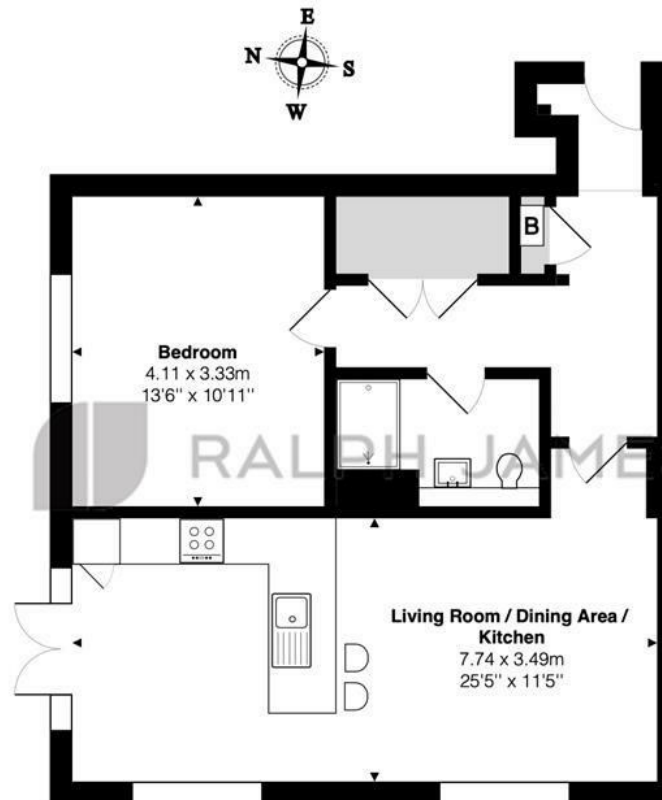 E
N
S
W
B
Bedroom
4.11 x 3.33m
13'6'' x 10'11''
RALPH JAME
Living Room / Dining Area /
Kitchen
7.74 x 3.49m
25'5'' x 11'5''